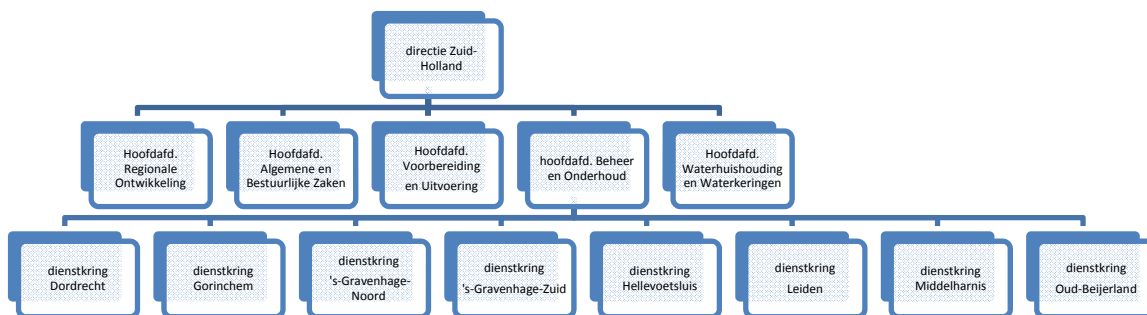 directie Zuid-
Holland
Hoofdafd.
Regionale
Ontwikkeling
Hoofdafd.
Algemene en
Bestuurlijke Zaken
Hoofdafd.
Voorbereiding
en Uitvoering
hoofdafd. Beheer
en Onderhoud
Hoofdafd.
Waterhuishouding
en Waterkeringen
dienstkring
Dordrecht
dienstkring
Gorinchem
dienstkring
's-Gravenhage-
Noord
dienstkring
's-Gravenhage-Zuid
dienstkring
Hellevoetsluis
dienstkring
Leiden
dienstkring
Middelharnis
dienstkring
Oud-Beijerland